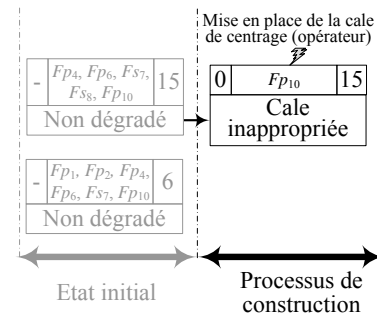 Mise en place de la cale
de centrage (opérateur)
- Fp4, Fp6, Fs7, Fs8, Fp10 15
Non dégradé
0 Fp10 15
Cale
inappropriée
- Fp1, Fp2, Fp4, Fp6, Fs7, Fp10 6
Non dégradé
Etat initial
Processus de
construction